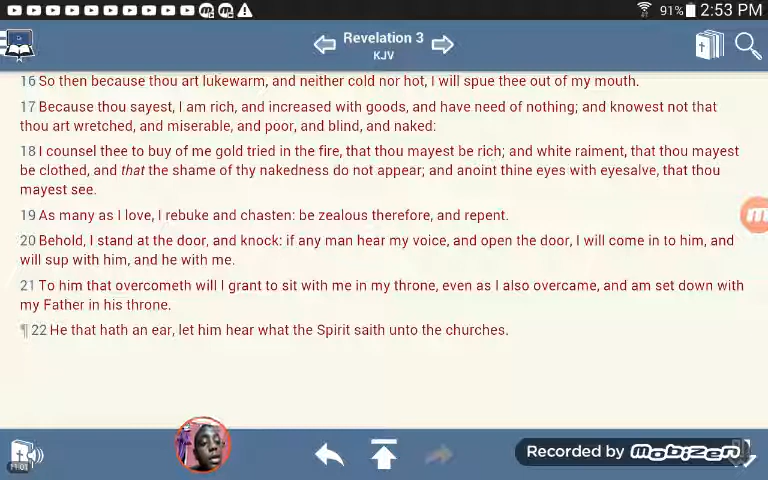 91% 2:53 PM
Revelation 3
KJV
16 So then because thou art lukewarm, and neither cold nor hot, I will spue thee out of my mouth.
17 Because thou sayest, I am rich, and increased with goods, and have need of nothing; and knowest not that
thou art wretched, and miserable, and poor, and blind, and naked:
18 I counsel thee to buy of me gold tried in the fire, that thou mayest be rich; and white raiment, that thou mayest
be clothed, and that the shame of thy nakedness do not appear; and anoint thine eyes with eyesalve, that thou
mayest see.
19 As many as I love, I rebuke and chasten: be zealous therefore, and repent.
20 Behold, I stand at the door, and knock: if any man hear my voice, and open the door, I will come in to him, and
will sup with him, and he with me.
21 To him that overcometh will I grant to sit with me in my throne, even as I also overcame, and am set down with
my Father in his throne.
¶ 22 He that hath an ear, let him hear what the Spirit saith unto the churches.
Recorded by mobizen